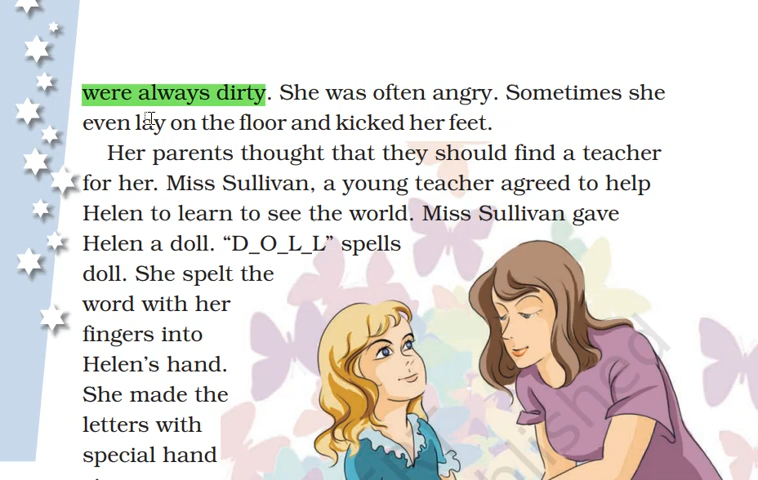 were always dirty. She was often angry. Sometimes she
even lay on the floor and kicked her feet.
Her parents thought that they should find a teacher
for her. Miss Sullivan, a young teacher agreed to help
Helen to learn to see the world. Miss Sullivan gave
Helen a doll. “D_O_L_L” spells
doll. She spelt the
word with her
fingers into
Helen’s hand.
She made the
letters with
special hand